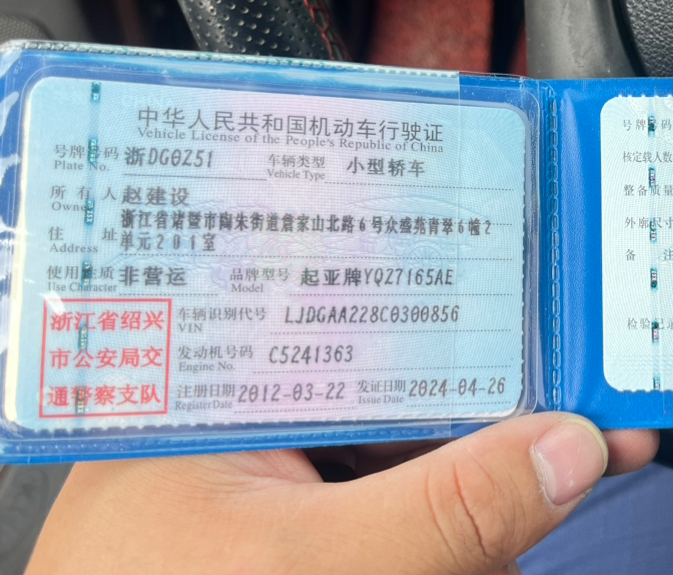 中华人民共和国机动车行驶证
Vehicle License of the People's Republic of China
号牌号码 浙DG0Z51 车辆类型 小型轿车
Plate No. Vehicle Type
所有人 赵建设
Owner
住址 浙江省诸暨市陶朱街道詹家山北路6号众盛苑青翠6幢2
Address 单元201室
使用性质 非营运 品牌型号 起亚牌YQZ7165AE
Use Character Model
浙江省绍兴
市公安局交
通警察支队
车辆识别代号 LJDGAA228C0300856
VIN
发动机号码 C5241363
Engine No.
注册日期 2012-03-22 发证日期 2024-04-26
Register Date Issue Date
号牌号码
核定载人数
整备质量
外廓尺寸
备注
检验记录